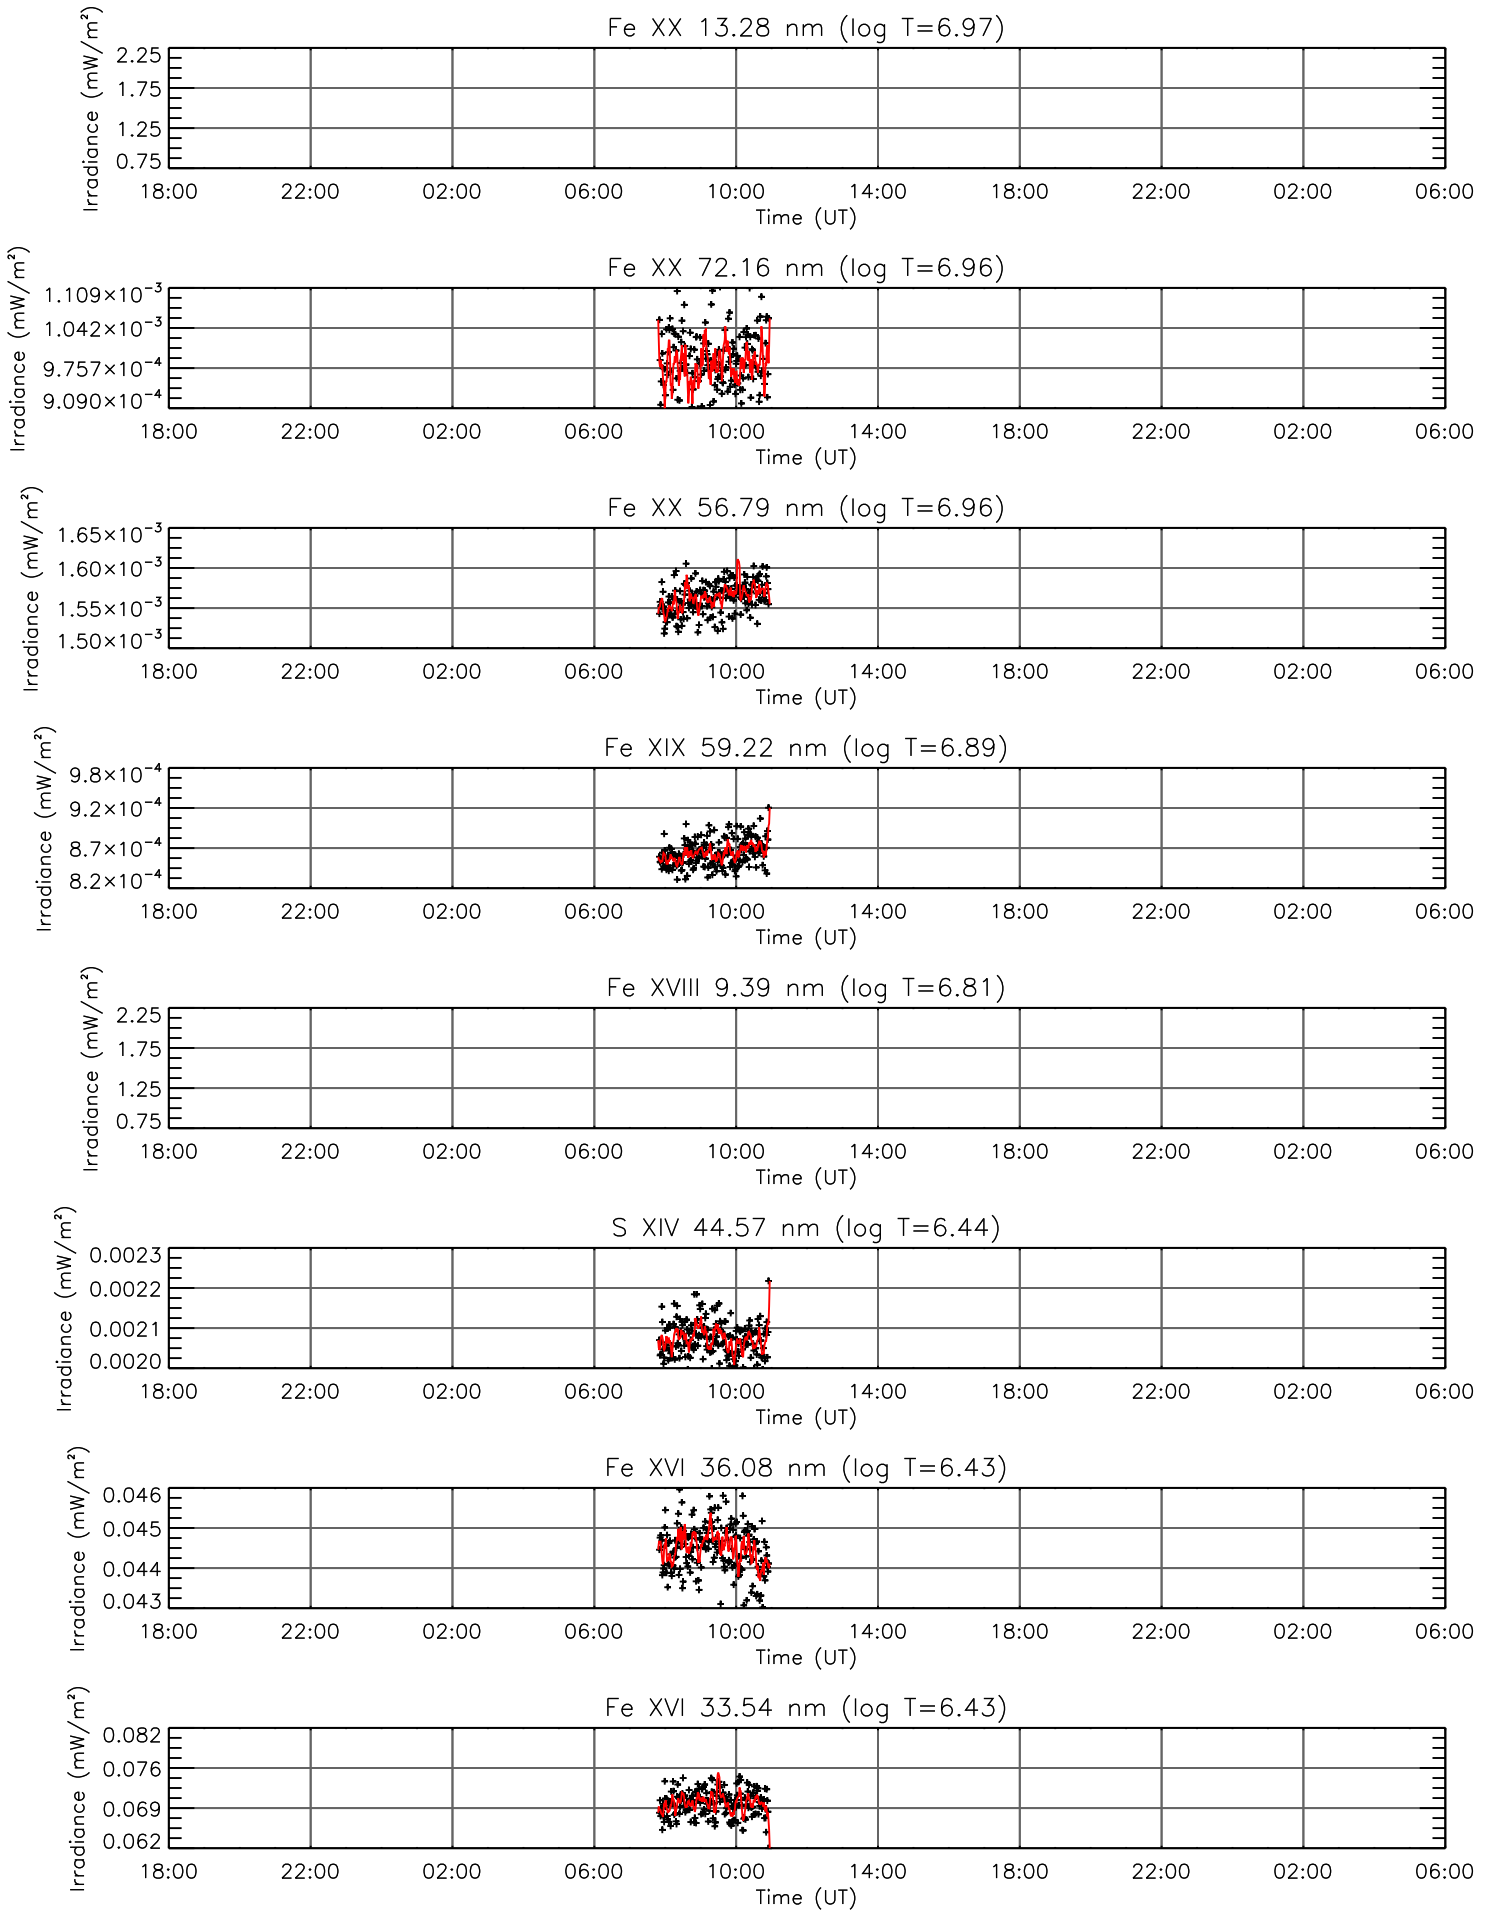 Fe XX 13.28 nm (log T=6.97)
Irradiance (mW/m²)
2.25
1.75
1.25
0.75
18:00 22:00 02:00 06:00 10:00 14:00 18:00 22:00 02:00 06:00
Time (UT)
Fe XX 72.16 nm (log T=6.96)
Irradiance (mW/m²)
1.109×10⁻³
1.042×10⁻³
9.757×10⁻⁴
9.090×10⁻⁴
18:00 22:00 02:00 06:00 10:00 14:00 18:00 22:00 02:00 06:00
Time (UT)
Fe XX 56.79 nm (log T=6.96)
Irradiance (mW/m²)
1.65×10⁻³
1.60×10⁻³
1.55×10⁻³
1.50×10⁻³
18:00 22:00 02:00 06:00 10:00 14:00 18:00 22:00 02:00 06:00
Time (UT)
Fe XIX 59.22 nm (log T=6.89)
Irradiance (mW/m²)
9.8×10⁻⁴
9.2×10⁻⁴
8.7×10⁻⁴
8.2×10⁻⁴
18:00 22:00 02:00 06:00 10:00 14:00 18:00 22:00 02:00 06:00
Time (UT)
Fe XVIII 9.39 nm (log T=6.81)
Irradiance (mW/m²)
2.25
1.75
1.25
0.75
18:00 22:00 02:00 06:00 10:00 14:00 18:00 22:00 02:00 06:00
Time (UT)
S XIV 44.57 nm (log T=6.44)
Irradiance (mW/m²)
0.0023
0.0022
0.0021
0.0020
18:00 22:00 02:00 06:00 10:00 14:00 18:00 22:00 02:00 06:00
Time (UT)
Fe XVI 36.08 nm (log T=6.43)
Irradiance (mW/m²)
0.046
0.045
0.044
0.043
18:00 22:00 02:00 06:00 10:00 14:00 18:00 22:00 02:00 06:00
Time (UT)
Fe XVI 33.54 nm (log T=6.43)
Irradiance (mW/m²)
0.082
0.076
0.069
0.062
18:00 22:00 02:00 06:00 10:00 14:00 18:00 22:00 02:00 06:00
Time (UT)